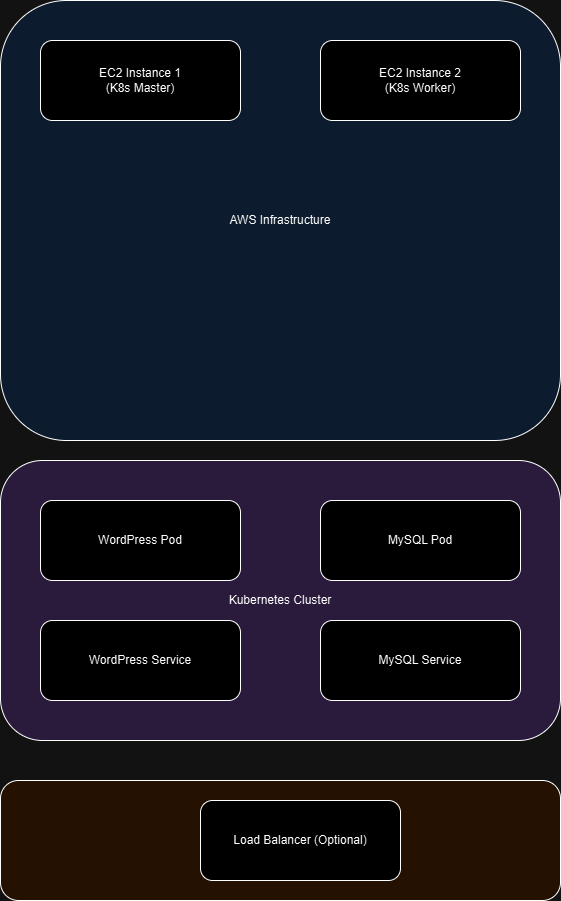 EC2 Instance 1
(K8s Master)
EC2 Instance 2
(K8s Worker)
AWS Infrastructure
WordPress Pod
MySQL Pod
Kubernetes Cluster
WordPress Service
MySQL Service
Load Balancer (Optional)